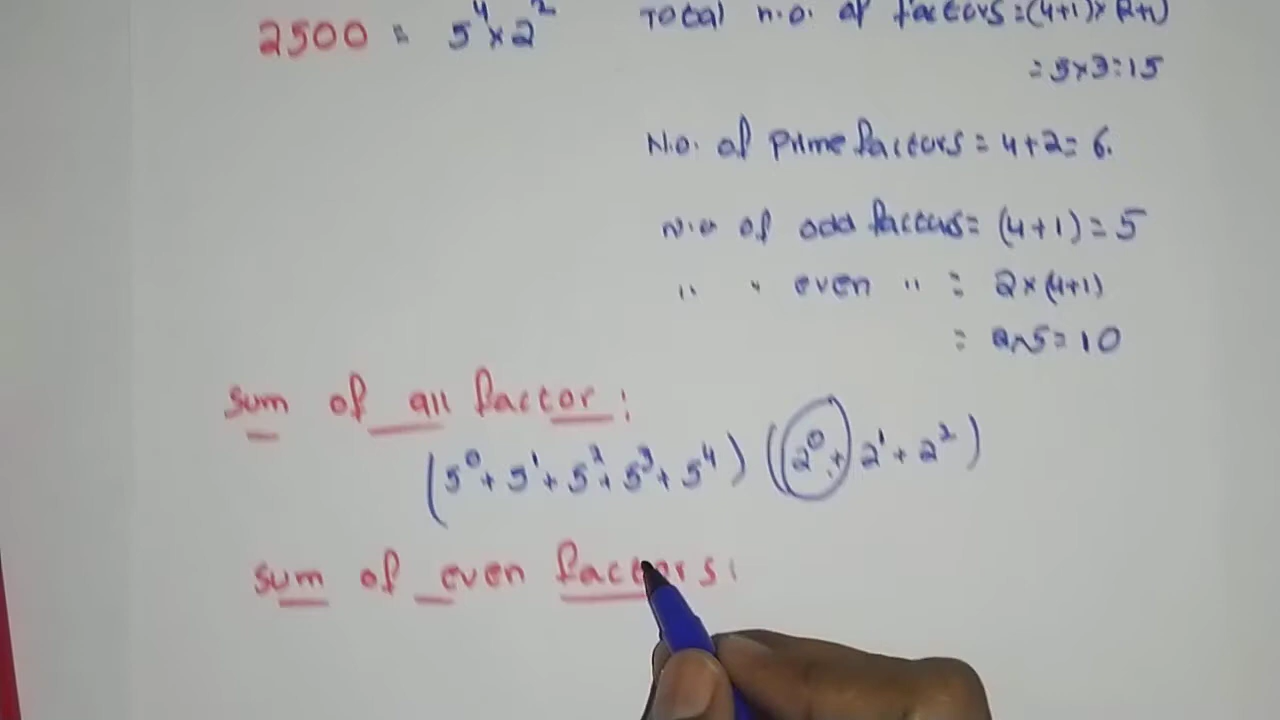 2500 = 5⁴×2² Total n.o. of factors = (4+1)×(2+1)
= 5×3=15
N.o. of Prime factors = 4+2= 6.
N.o of odd factors= (4+1) = 5
" " even " = 2×(4+1)
= 2×5=10
sum of all factor:
(5⁰+5¹+5²+5³+5⁴) (2⁰+2¹+2²)
sum of even factors: